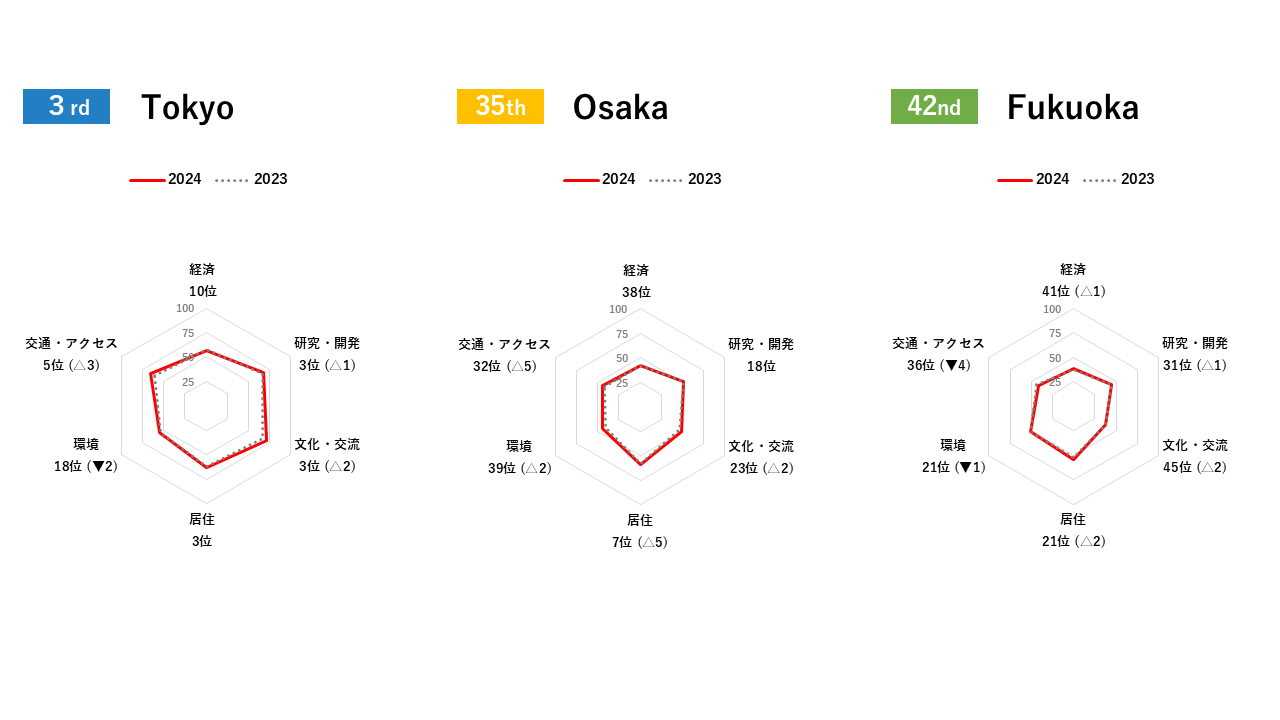 3 rd Tokyo
2024 2023
経済
10位
100
75
50
25
交通・アクセス
5位 (△3)
研究・開発
3位 (△1)
環境
18位 (▼2)
文化・交流
3位 (△2)
居住
3位
35th Osaka
2024 2023
経済
38位
100
75
50
25
交通・アクセス
32位 (△5)
研究・開発
18位
環境
39位 (△2)
文化・交流
23位 (△2)
居住
7位 (△5)
42nd Fukuoka
2024 2023
経済
41位 (△1)
100
75
50
25
交通・アクセス
36位 (▼4)
研究・開発
31位 (△1)
環境
21位 (▼1)
文化・交流
45位 (△2)
居住
21位 (△2)